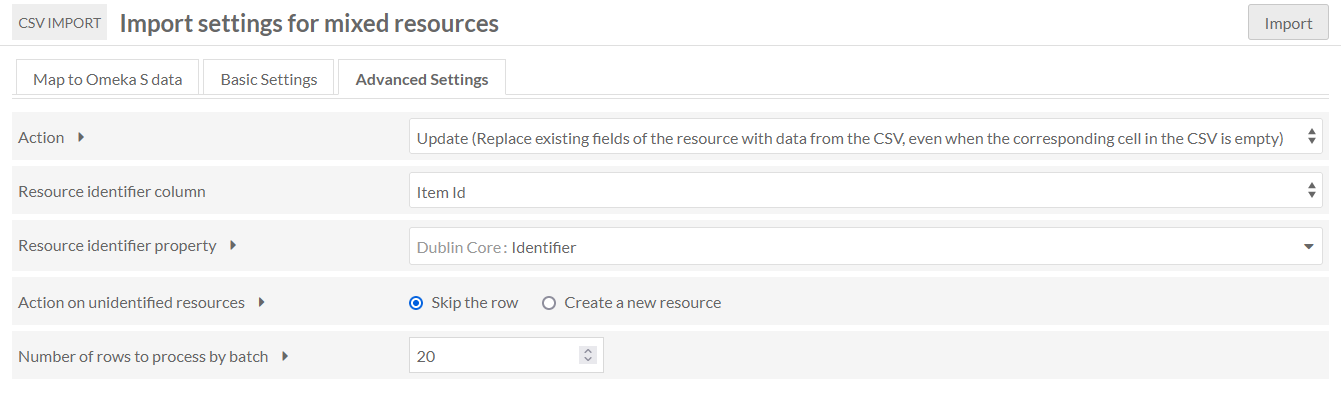 CSV IMPORT Import settings for mixed resources Import
Map to Omeka S data Basic Settings Advanced Settings
Action Update (Replace existing fields of the resource with data from the CSV, even when the corresponding cell in the CSV is empty)
Resource identifier column Item Id
Resource identifier property Dublin Core: Identifier
Action on unidentified resources Skip the row Create a new resource
Number of rows to process by batch 20